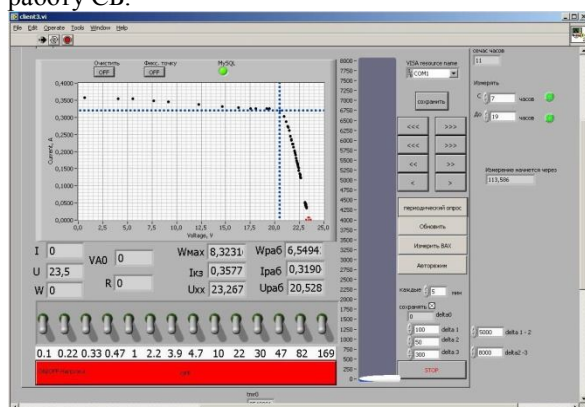 работу СБ.
client3.vi
File Edit Operate Tools Window Help
Очистить
OFF
Фикс. точку
OFF
MySQL
0,4000
0,3500
0,3000
0,2500
0,2000
0,1500
0,1000
0,0500
0,0000
Current, A
0,0 2,5 5,0 7,5 10,0 12,5 15,0 17,5 20,0 22,5 25,0
Voltage, V
I 0
U 23,5
W 0
VA0 0
R 0
Wмax 8,3231
Wраб 6,5494
Iкз 0,3577
Iраб 0,3190
Uхх 23,267
Uраб 20,528
0.1 0.22 0.33 0.47 1 2.2 3.9 4.7 10 22 30 47 82 169
ON/OFF Нагрузка
OFF
8000
7750
7500
7250
7000
6750
6500
6250
6000
5750
5500
5250
5000
4750
4500
4250
4000
3750
3500
3250
3000
2750
2500
2250
2000
1750
1500
1250
1000
750
500
250
0
VISA resource name
COM1
сохранить
<<< >>>
<<< >>>
<< >>
< >
периодический опрос
Обновить
Измерить ВАХ
Авторежим
каждые 5 мин
сохранить
0 delta0
100 delta 1
50 delta 2
300 delta 3
STOP
сейчас часов
11
Измерять
С 7 часов
До 19 часов
Измерение начнется через
113,586
5000 delta 1 - 2
8000 delta2 -3